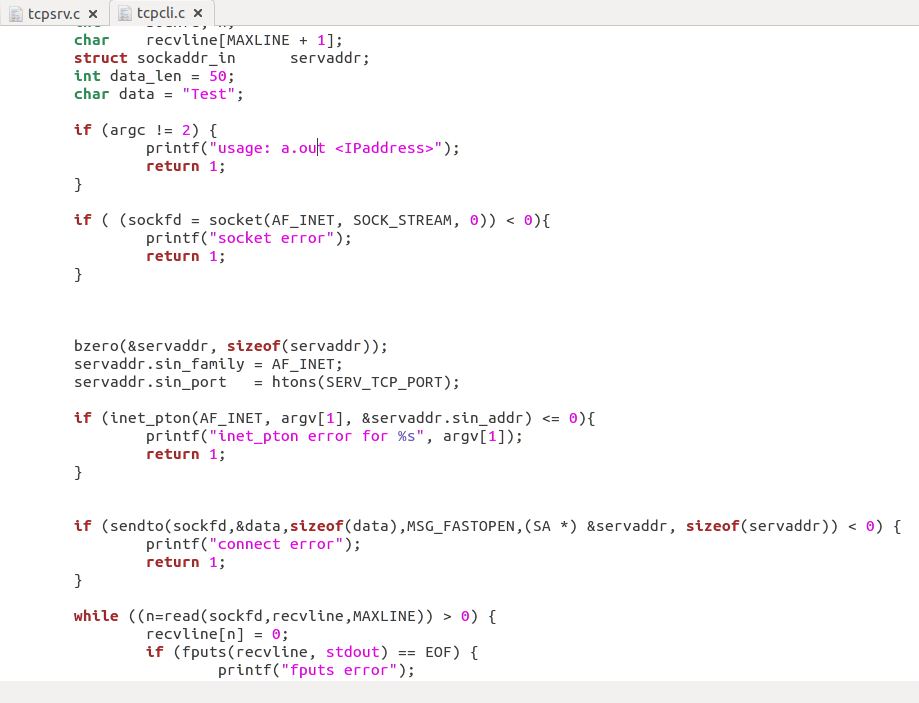 tcpsrv.c × tcpcli.c ×
char recvline[MAXLINE + 1];
struct sockaddr_in servaddr;
int data_len = 50;
char data = "Test";
if (argc != 2) {
printf("usage: a.out <IPaddress>");
return 1;
}
if ( (sockfd = socket(AF_INET, SOCK_STREAM, 0)) < 0){
printf("socket error");
return 1;
}
bzero(&servaddr, sizeof(servaddr));
servaddr.sin_family = AF_INET;
servaddr.sin_port = htons(SERV_TCP_PORT);
if (inet_pton(AF_INET, argv[1], &servaddr.sin_addr) <= 0){
printf("inet_pton error for %s", argv[1]);
return 1;
}
if (sendto(sockfd,&data,sizeof(data),MSG_FASTOPEN,(SA *) &servaddr, sizeof(servaddr)) < 0) {
printf("connect error");
return 1;
}
while ((n=read(sockfd,recvline,MAXLINE)) > 0) {
recvline[n] = 0;
if (fputs(recvline, stdout) == EOF) {
printf("fputs error");